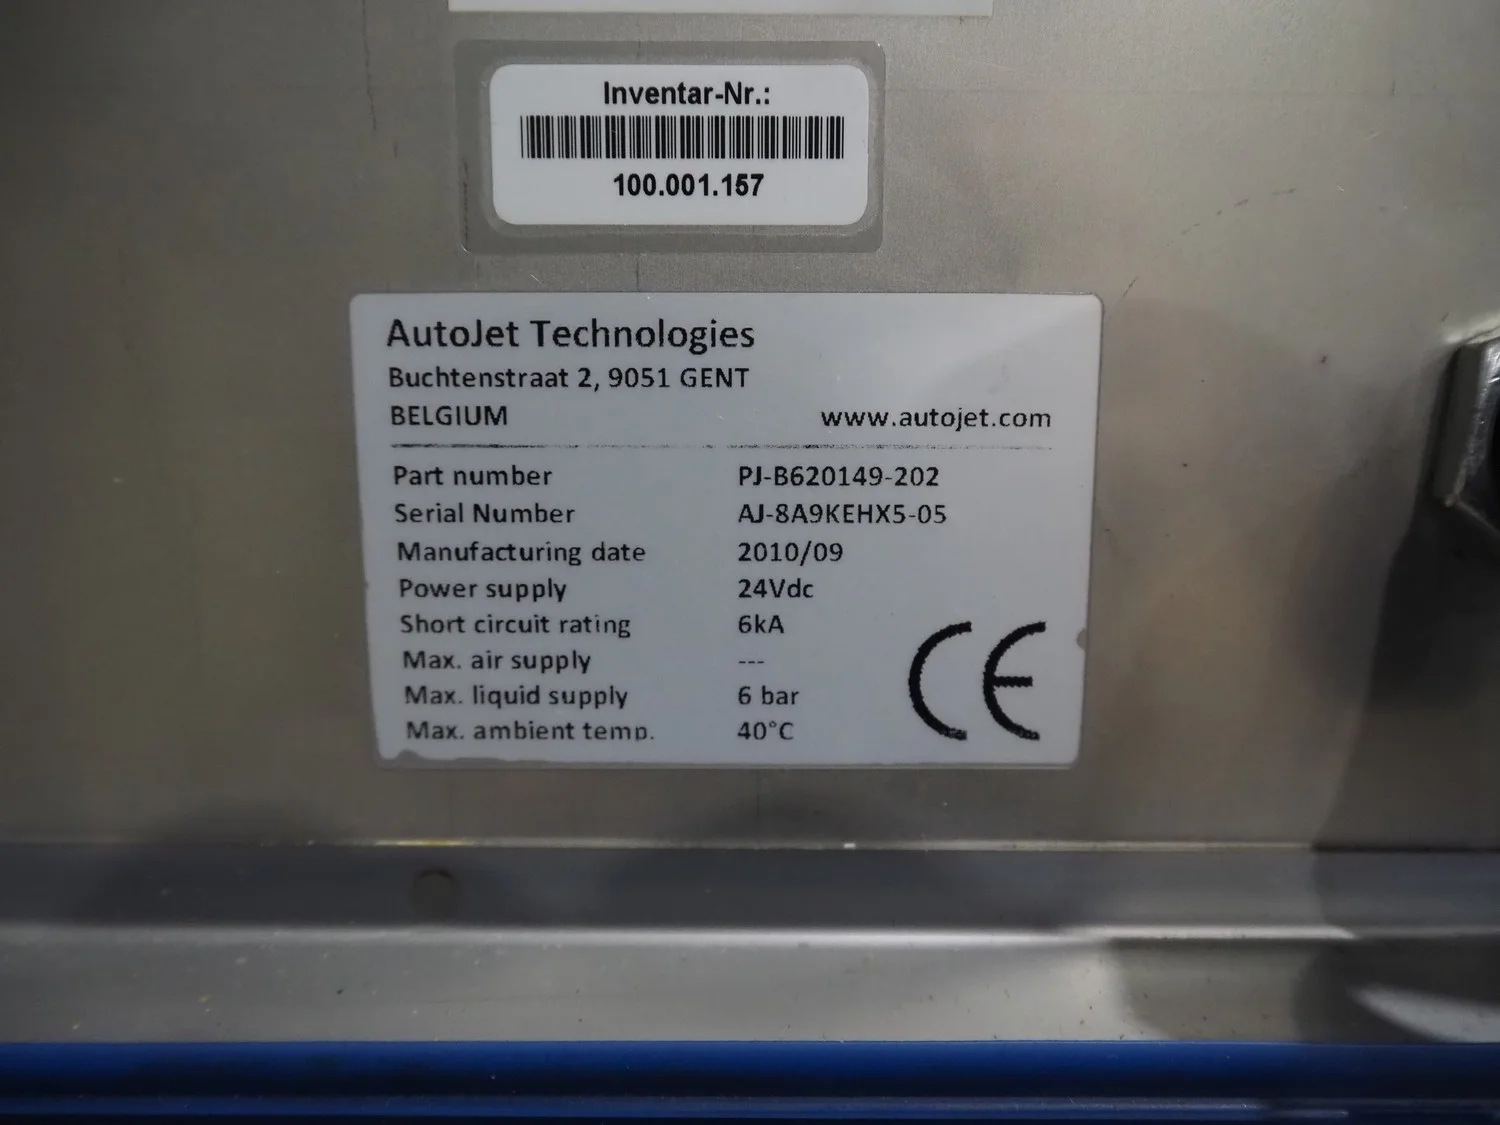 Inventar-Nr.:
100.001.157
AutoJet Technologies
Buchtenstraat 2, 9051 GENT
BELGIUM www.autojet.com
Part number PJ-B620149-202
Serial Number AJ-8A9KEHX5-05
Manufacturing date 2010/09
Power supply 24Vdc
Short circuit rating 6kA
Max. air supply ---
Max. liquid supply 6 bar
Max. ambient temp. 40°C
CE